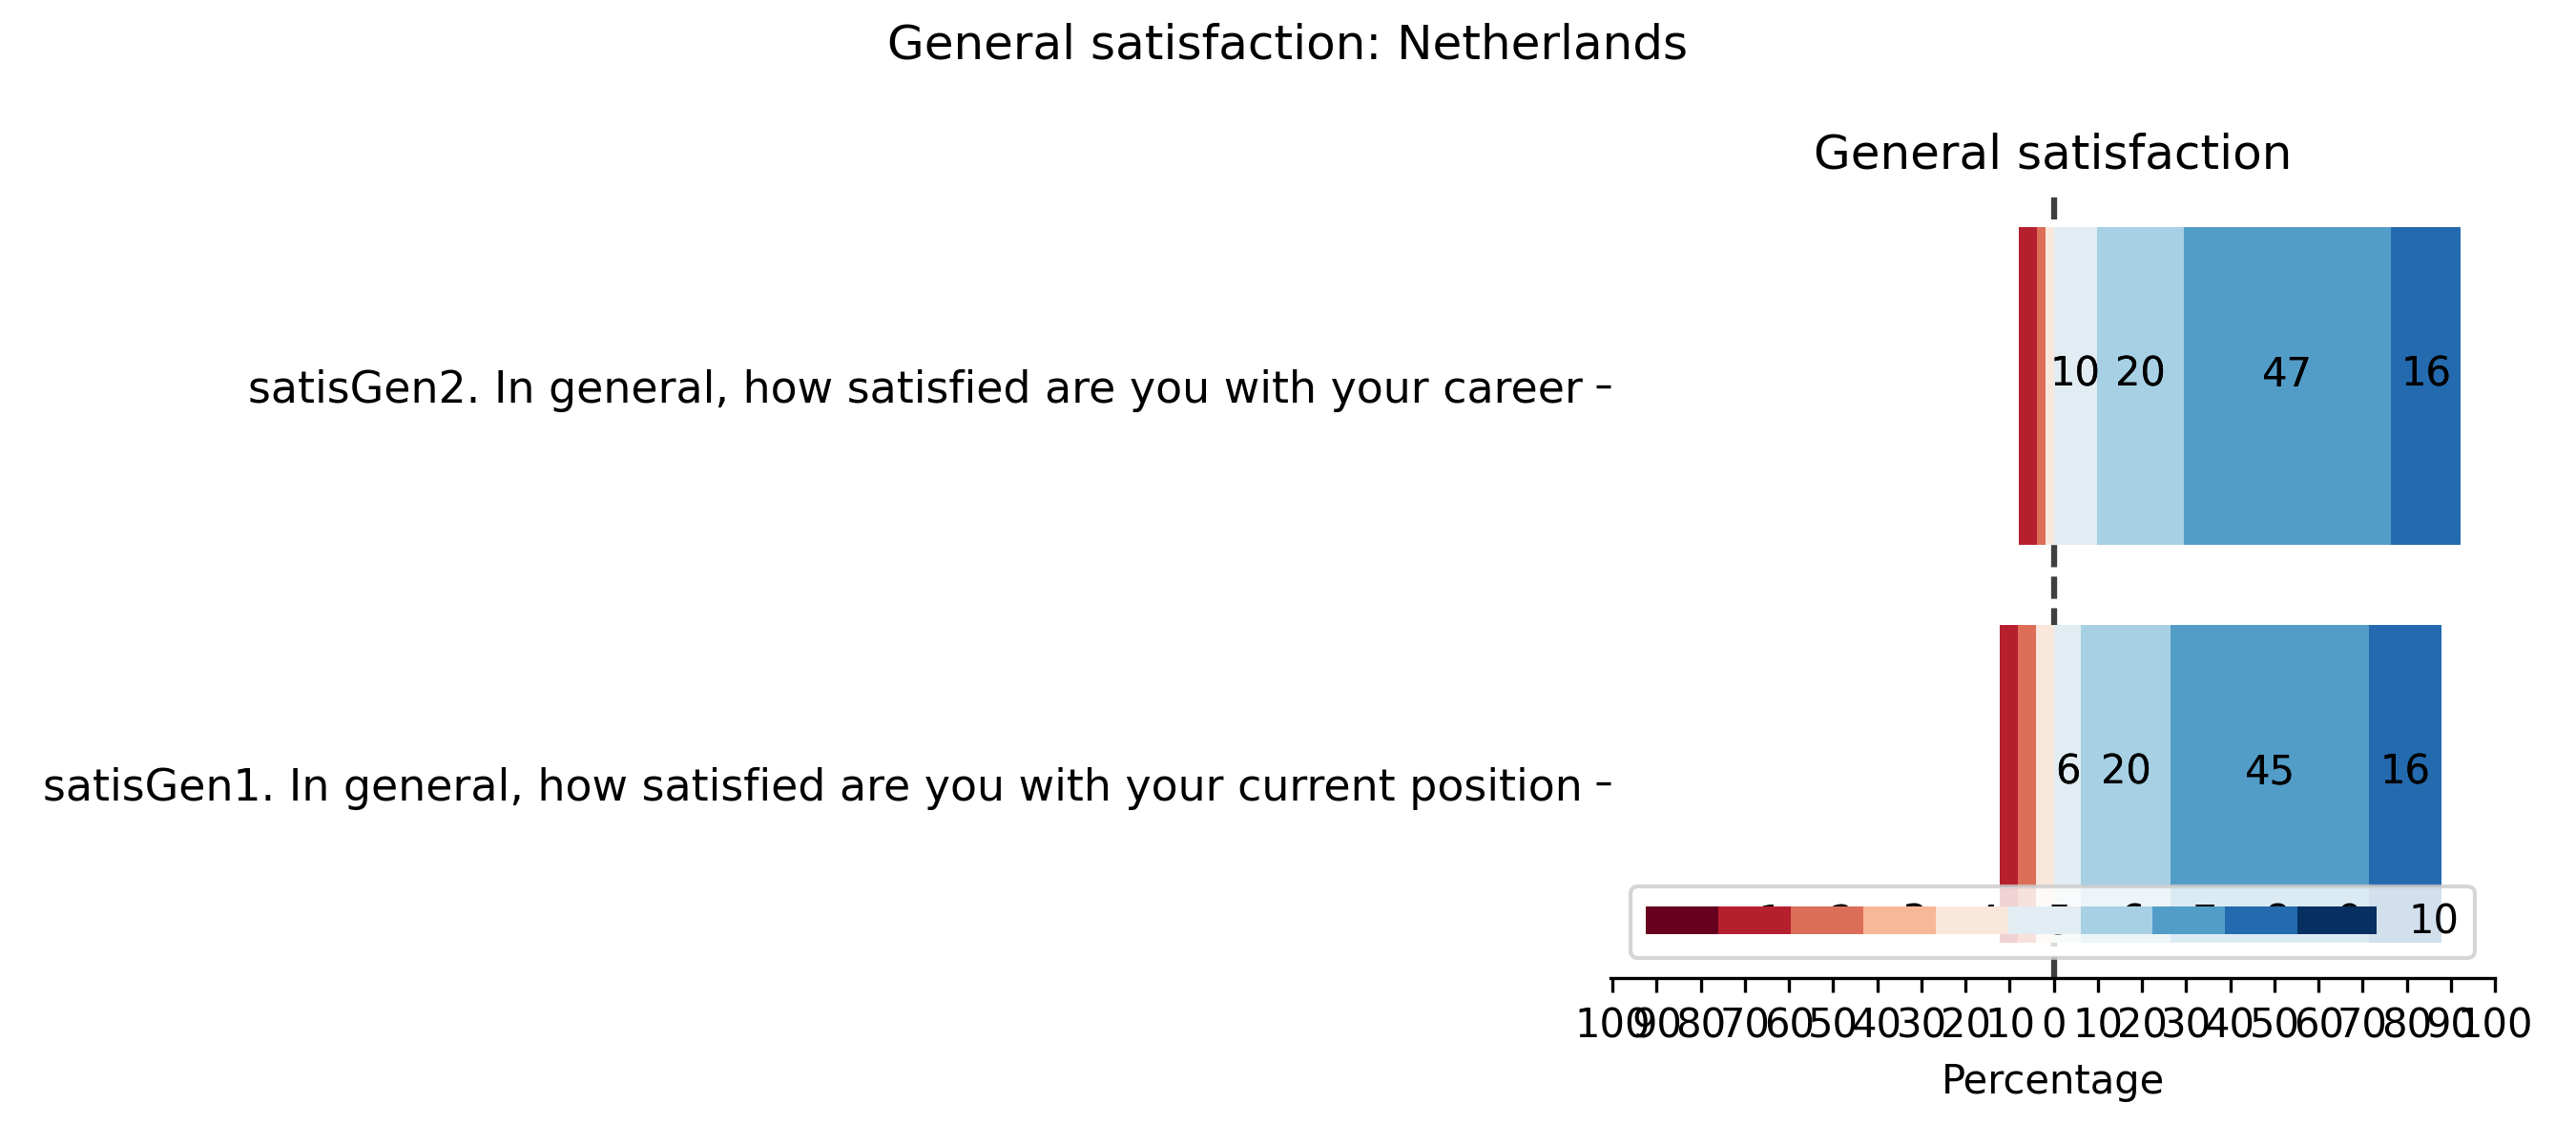 General satisfaction: Netherlands
General satisfaction
satisGen2. In general, how satisfied are you with your career
10 20 47 16
satisGen1. In general, how satisfied are you with your current position
6 20 45 16
10
100 90 80 70 60 50 40 30 20 10 0 10 20 30 40 50 60 70 80 90 100
Percentage